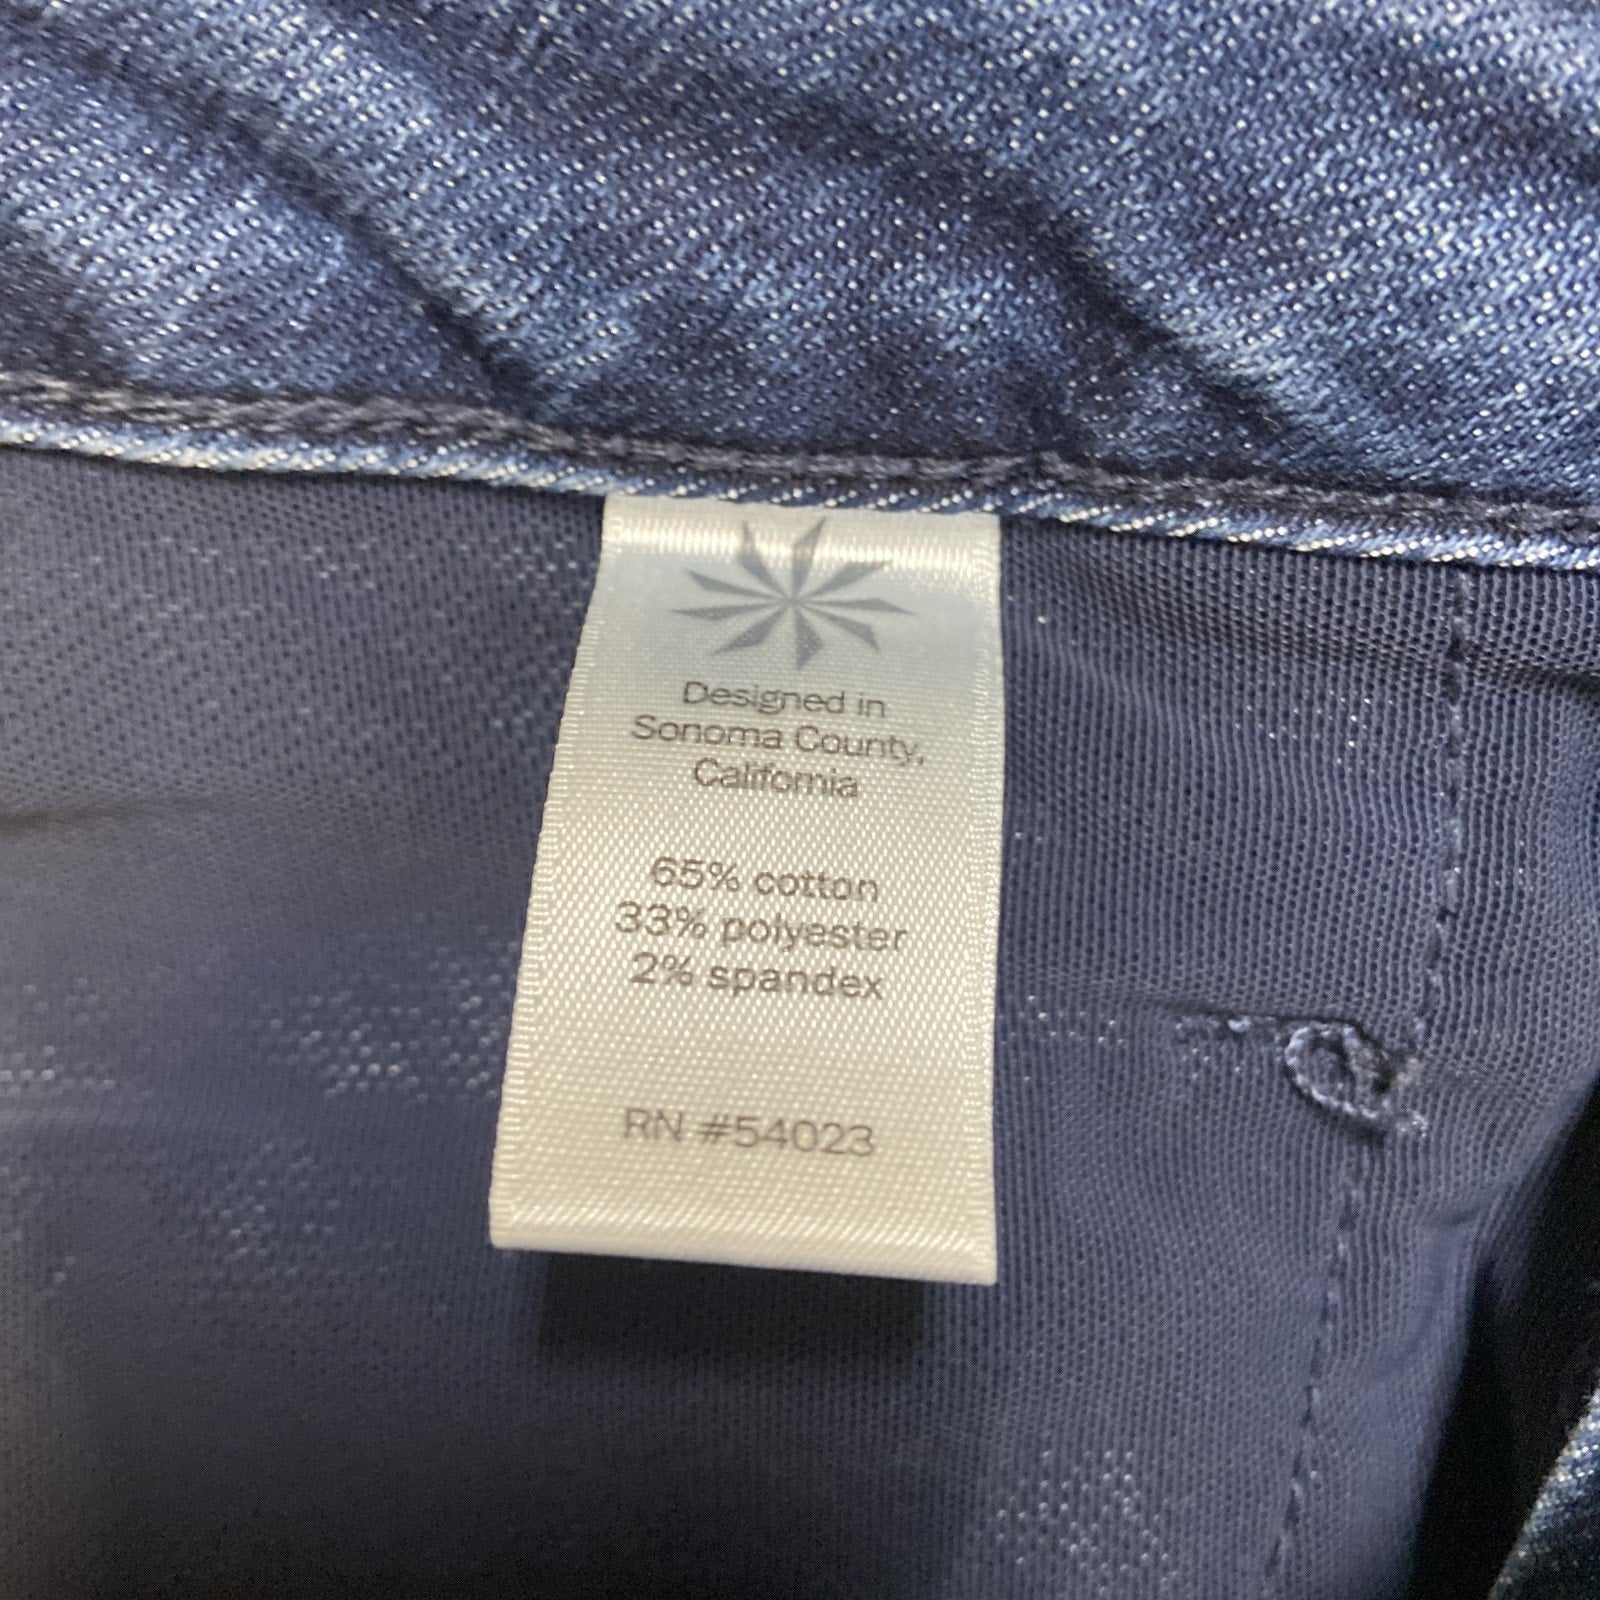 Designed in
Sonoma County,
California
65% cotton
33% polyester
2% spandex
RN #54023